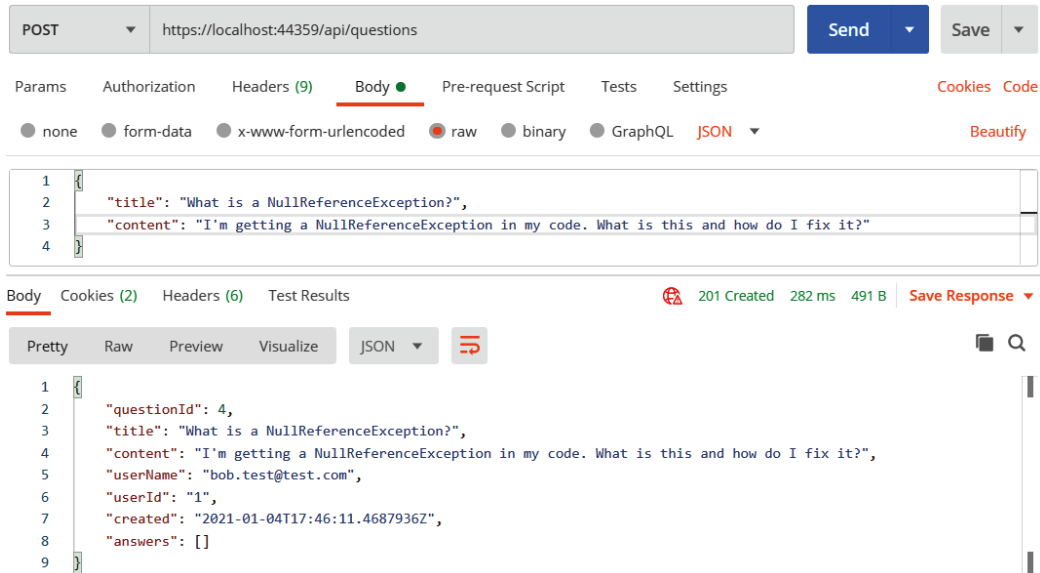 POST https://localhost:44359/api/questions Send Save
Params Authorization Headers (9) Body Pre-request Script Tests Settings Cookies Code
none form-data x-www-form-urlencoded raw binary GraphQL JSON Beautify
1 {
2 "title": "What is a NullReferenceException?",
3 "content": "I'm getting a NullReferenceException in my code. What is this and how do I fix it?"
4 }
Body Cookies (2) Headers (6) Test Results 201 Created 282 ms 491 B Save Response
Pretty Raw Preview Visualize JSON
1 {
2 "questionId": 4,
3 "title": "What is a NullReferenceException?",
4 "content": "I'm getting a NullReferenceException in my code. What is this and how do I fix it?",
5 "userName": "bob.test@test.com",
6 "userId": "1",
7 "created": "2021-01-04T17:46:11.4687936Z",
8 "answers": []
9 }